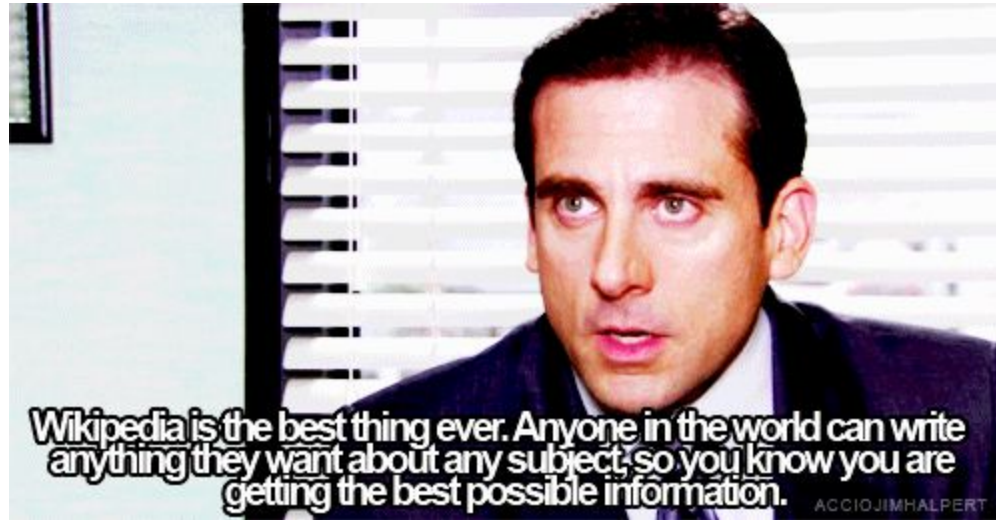 Wikipedia is the best thing ever. Anyone in the world can write
anything they want about any subject, so you know you are
getting the best possible information.
ACCIOJIMHALPERT